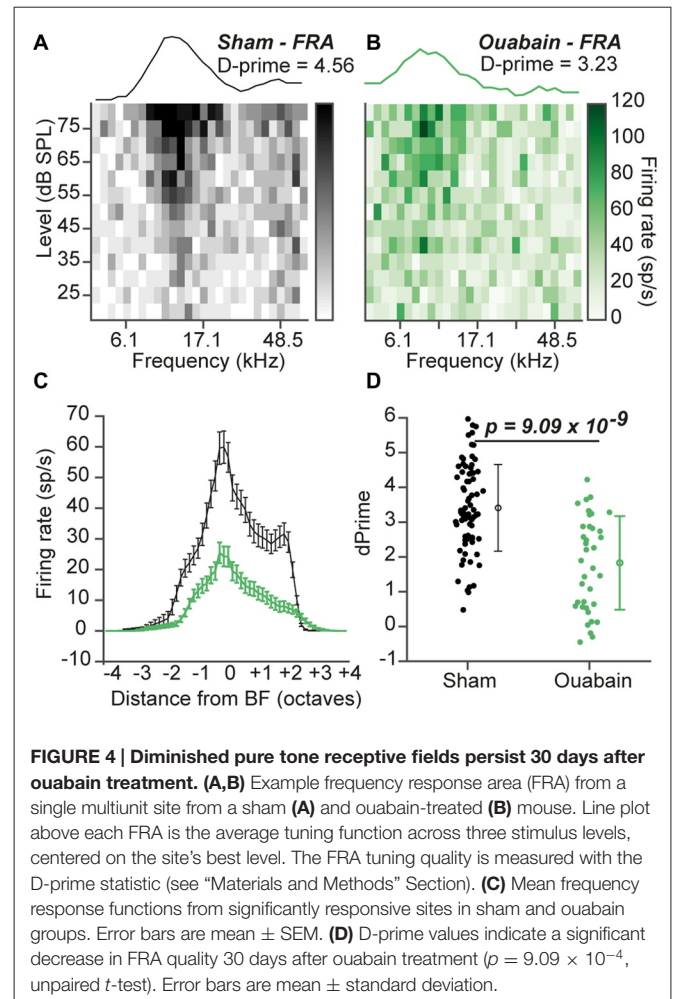 A
Sham - FRA
D-prime = 4.56
B
Ouabain - FRA
D-prime = 3.23
Level (dB SPL)
75
65
55
45
35
25
6.1 17.1 48.5
Frequency (kHz)
6.1 17.1 48.5
Frequency (kHz)
120
100
80
60
40
20
0
Firing rate (sp/s)
C
Firing rate (sp/s)
70
60
50
40
30
20
10
0
-10
-4 -3 -2 -1 0 +1 +2 +3 +4
Distance from BF (octaves)
D
dPrime
6
5
4
3
2
1
0
-1
p = 9.09 x 10-9
Sham Ouabain
FIGURE 4 | Diminished pure tone receptive fields persist 30 days after
ouabain treatment. (A,B) Example frequency response area (FRA) from a
single multiunit site from a sham (A) and ouabain-treated (B) mouse. Line plot
above each FRA is the average tuning function across three stimulus levels,
centered on the site's best level. The FRA tuning quality is measured with the
D-prime statistic (see “Materials and Methods” Section). (C) Mean frequency
response functions from significantly responsive sites in sham and ouabain
groups. Error bars are mean ± SEM. (D) D-prime values indicate a significant
decrease in FRA quality 30 days after ouabain treatment (p = 9.09 × 10−4,
unpaired t-test). Error bars are mean ± standard deviation.